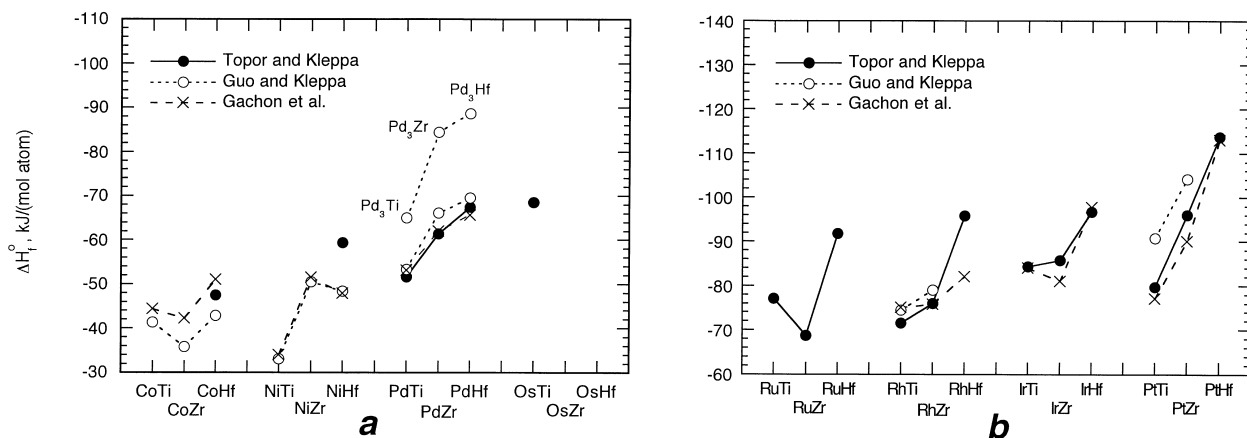 -110
-100
-90
-80
-70
-60
-50
-40
-30
ΔH°f , kJ/(mol atom)
Topor and Kleppa
Guo and Kleppa
Gachon et al.
Pd3Hf
Pd3Zr
Pd3Ti
CoTi CoHf NiTi NiHf PdTi PdHf OsTi OsHf
CoZr NiZr PdZr OsZr
a
-140
-130
-120
-110
-100
-90
-80
-70
-60
Topor and Kleppa
Guo and Kleppa
Gachon et al.
RuTi RuHf RhTi RhHf IrTi IrHf PtTi PtHf
RuZr RhZr IrZr PtZr
b